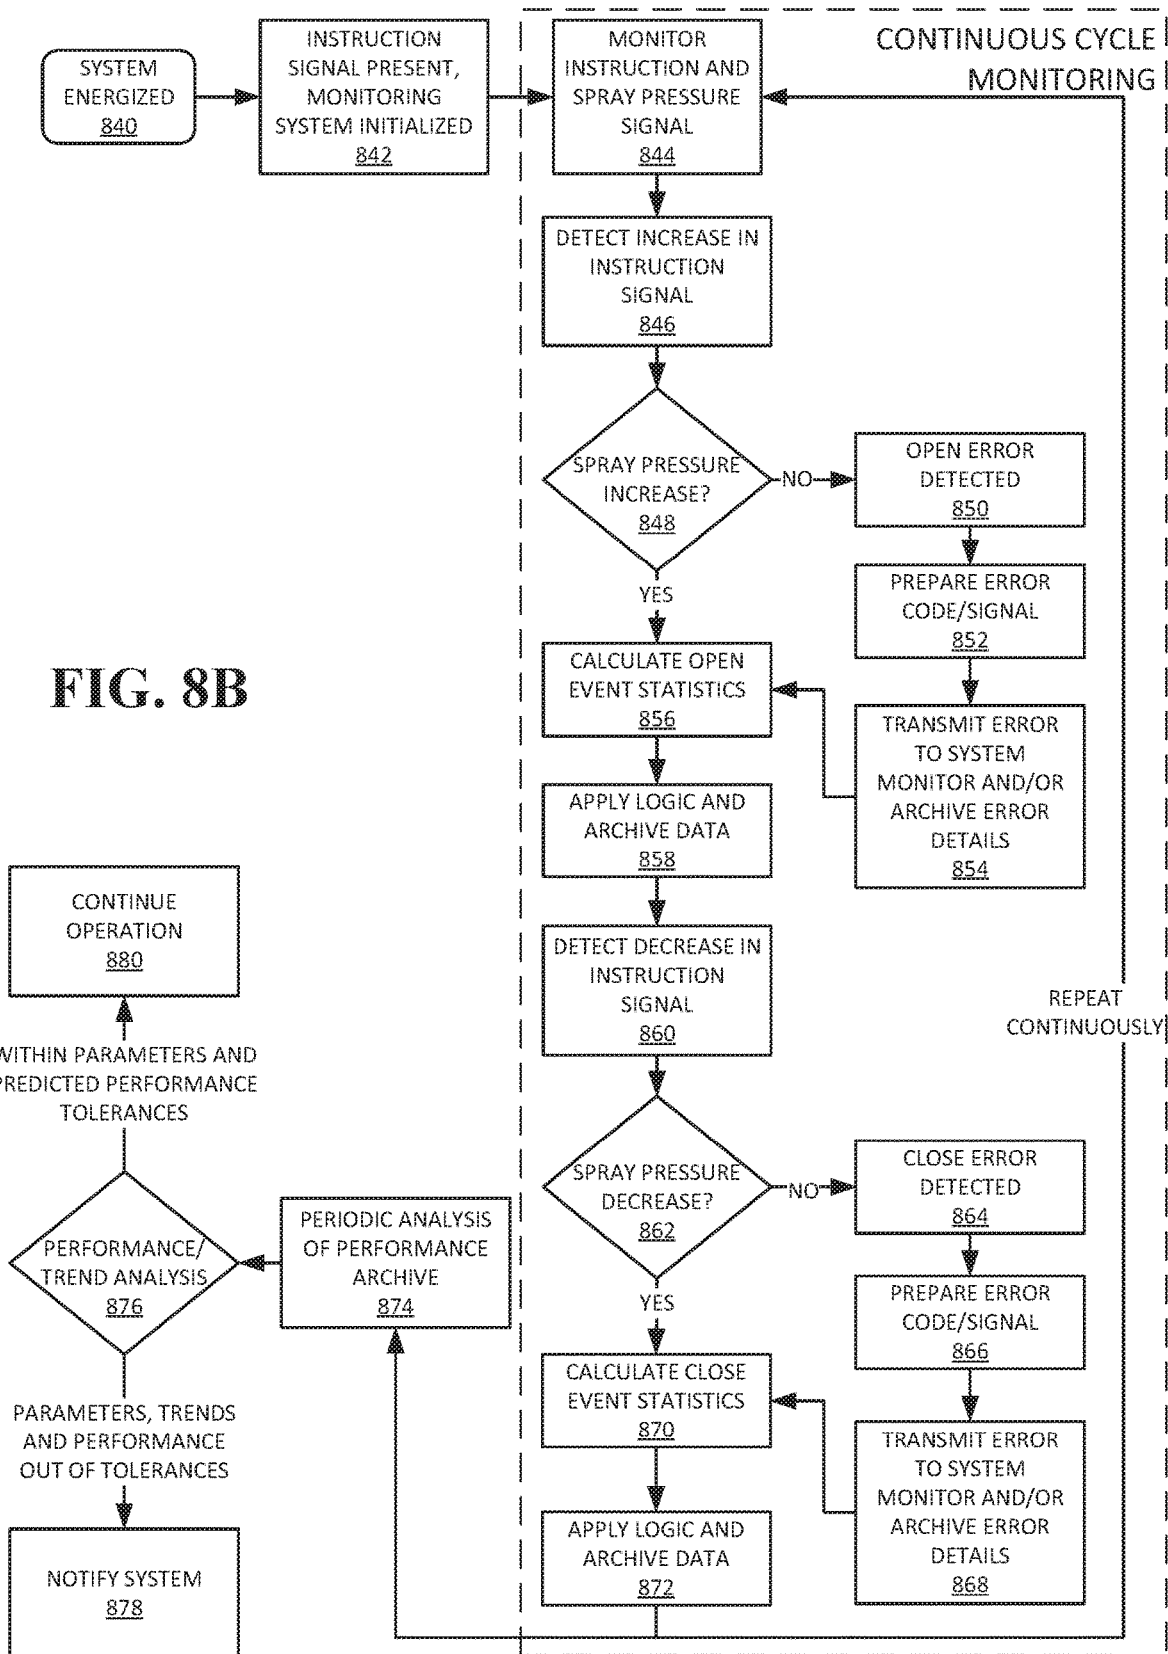 SYSTEM
ENERGIZED
840
INSTRUCTION
SIGNAL PRESENT,
MONITORING
SYSTEM INITIALIZED
842
MONITOR
INSTRUCTION AND
SPRAY PRESSURE
SIGNAL
844
CONTINUOUS CYCLE
MONITORING
DETECT INCREASE IN
INSTRUCTION
SIGNAL
846
SPRAY PRESSURE
INCREASE?
848
NO
OPEN ERROR
DETECTED
850
YES
PREPARE ERROR
CODE/SIGNAL
852
FIG. 8B
CALCULATE OPEN
EVENT STATISTICS
856
TRANSMIT ERROR
TO SYSTEM
MONITOR AND/OR
ARCHIVE ERROR
DETAILS
854
APPLY LOGIC AND
ARCHIVE DATA
858
CONTINUE
OPERATION
880
DETECT DECREASE IN
INSTRUCTION
SIGNAL
860
REPEAT
CONTINUOUSLY
WITHIN PARAMETERS AND
PREDICTED PERFORMANCE
TOLERANCES
SPRAY PRESSURE
DECREASE?
862
NO
CLOSE ERROR
DETECTED
864
PERFORMANCE/
TREND ANALYSIS
876
PERIODIC ANALYSIS
OF PERFORMANCE
ARCHIVE
874
YES
PREPARE ERROR
CODE/SIGNAL
866
PARAMETERS, TRENDS
AND PERFORMANCE
OUT OF TOLERANCES
CALCULATE CLOSE
EVENT STATISTICS
870
TRANSMIT ERROR
TO SYSTEM
MONITOR AND/OR
ARCHIVE ERROR
DETAILS
868
NOTIFY SYSTEM
878
APPLY LOGIC AND
ARCHIVE DATA
872